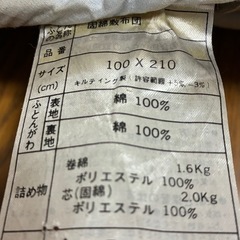 固綿敷布団
品番
サイズ (cm) 100 X 210
キルティング製 (許容範囲 +5% -3%)
ふとんがわ 表地 綿 100%
裏地 綿 100%
詰め物 巻綿 1.6Kg
ポリエステル 100%
芯(固綿) 2.0Kg
ポリエステル 100%